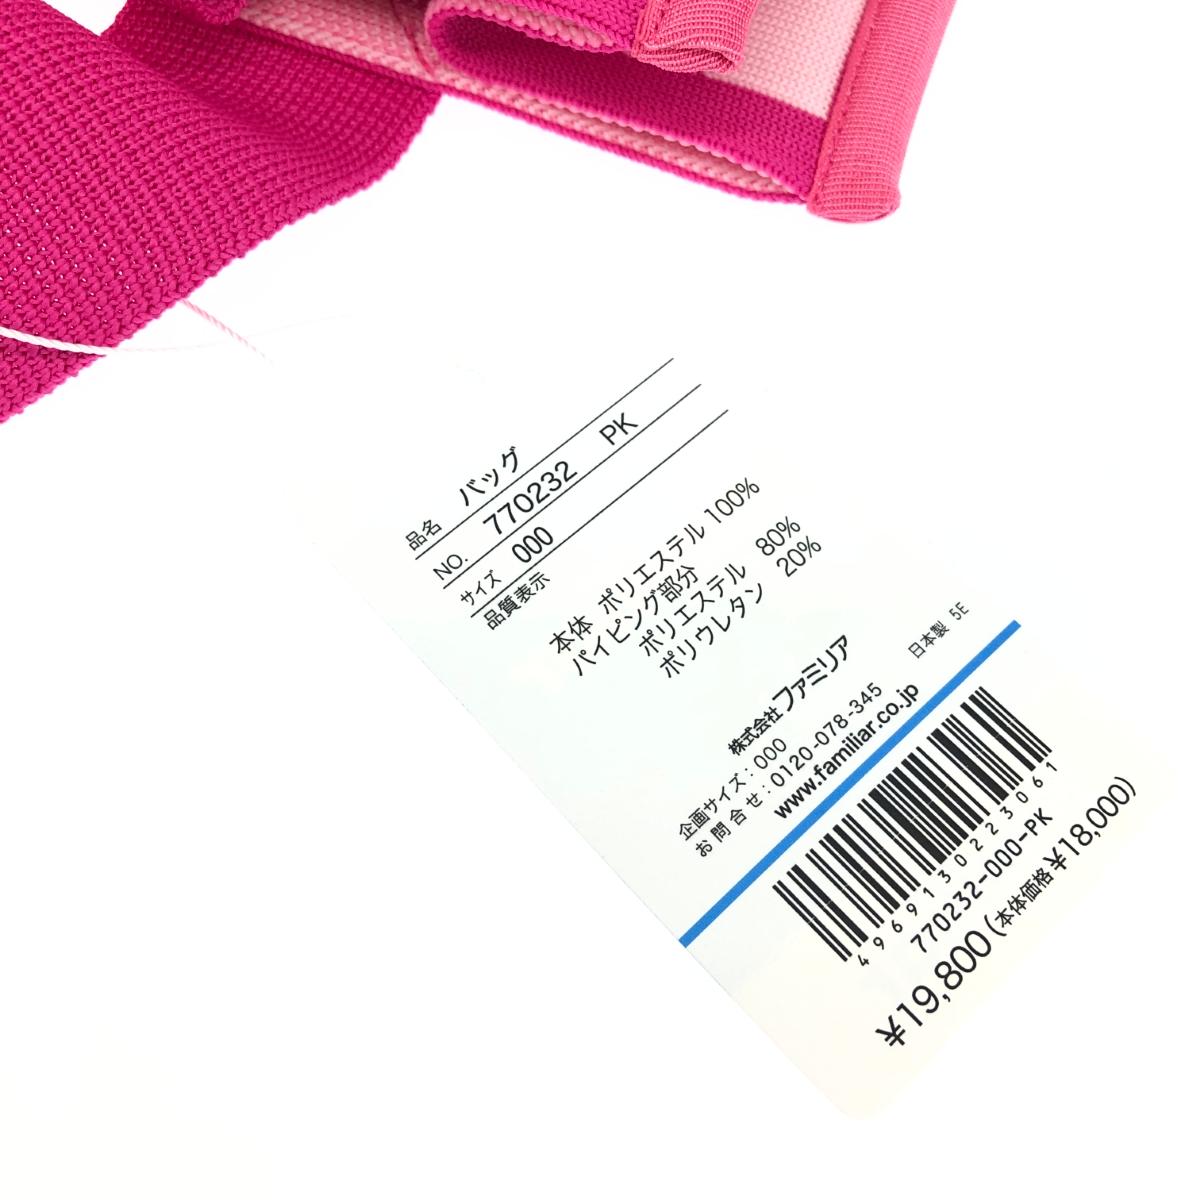 品名 バッグ
NO. 770232 PK
サイズ 000
品質表示
本体 ポリエステル 100%
パイピング部分
ポリエステル 80%
ポリウレタン 20%
日本製 5E
株式会社ファミリア
企画サイズ：000
お問合せ：0120-078-345
www.familiar.co.jp
4969130223061
770232-000-PK
¥19,800(本体価格¥18,000)